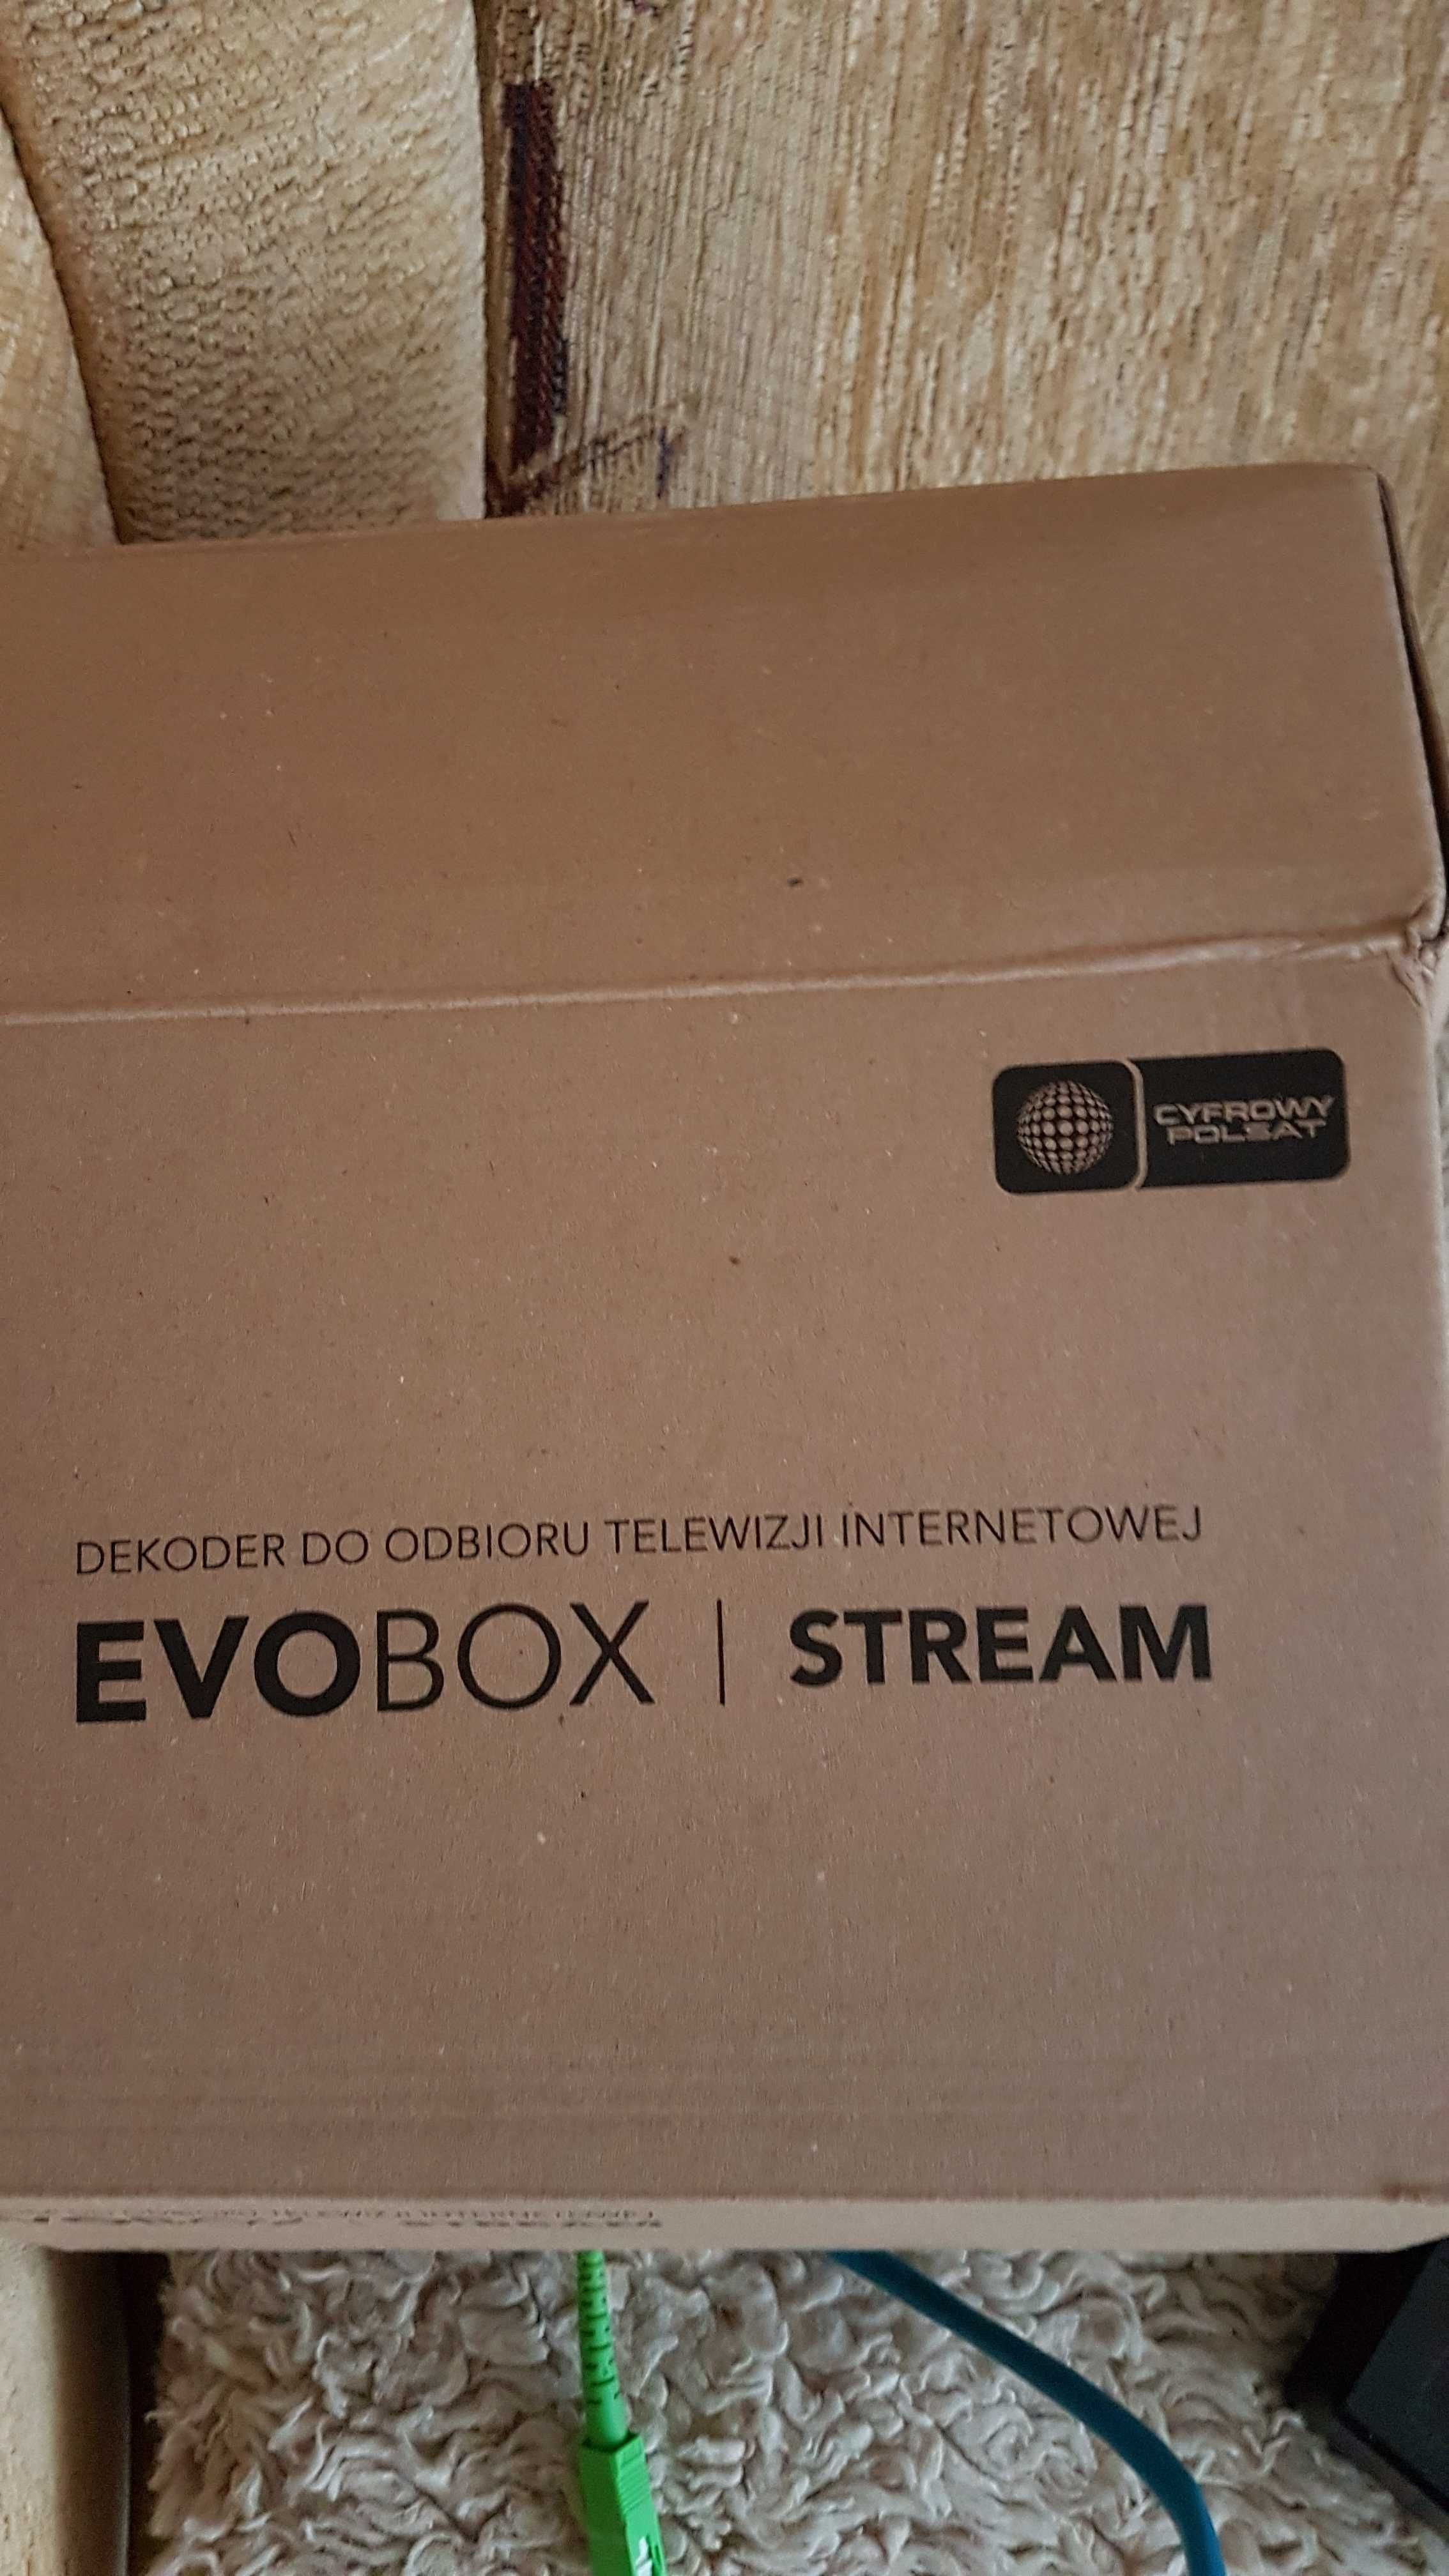 CYFROWY
POLSAT
DEKODER DO ODBIORU TELEWIZJI INTERNETOWEJ
EVOBOX | STREAM